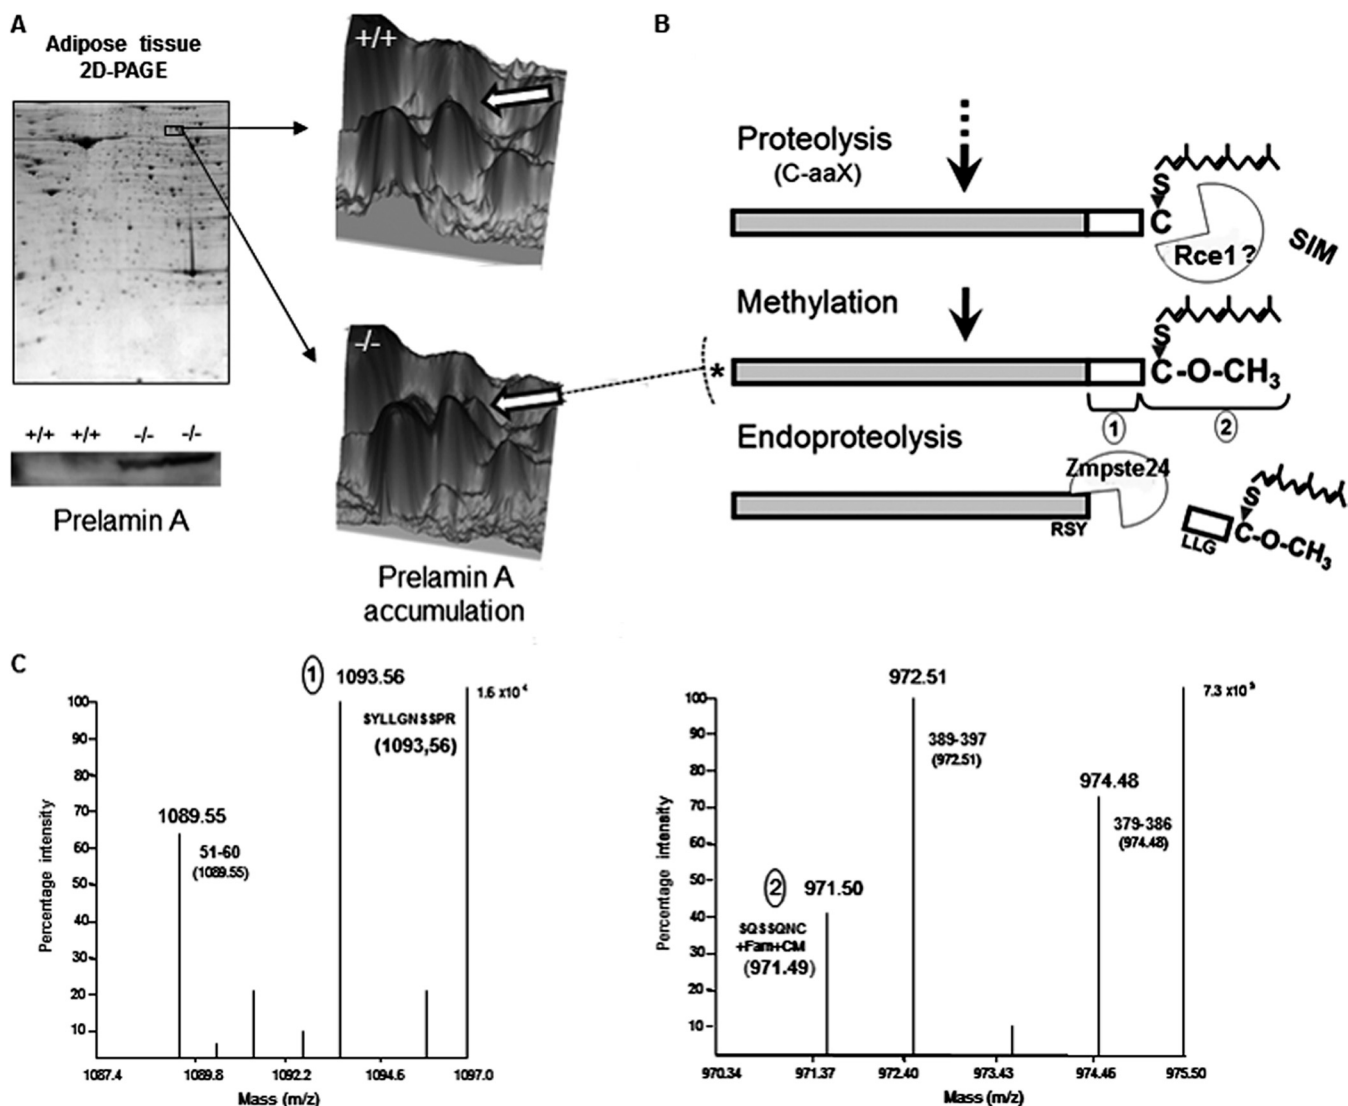 A
Adipose tissue
2D-PAGE
+/+
-/-
+/+ +/+ -/- -/-
Prelamin A
Prelamin A
accumulation
B
Proteolysis
(C-aaX)
S
C
Rce1?
SIM
Methylation
S
*
C-O-CH3
1
2
Endoproteolysis
Zmpste24
RSY
S
C-O-CH3
LLG
C
1
1093.56
1.6 x10
SYLLGNSSPR
(1093,56)
1089.55
51-60
(1089.55)
Percentage intensity
100
90
80
70
60
50
40
30
20
10
1087.4
1089.8
1092.2
1094.6
1097.0
Mass (m/z)
972.51
7.3 x10
389-397
(972.51)
974.48
379-386
(974.48)
2
971.50
SQSSQNC
+Fam+CM
(971.49)
Percentage intensity
100
90
80
70
60
50
40
30
20
10
970.34
971.37
972.40
973.43
974.46
975.50
Mass (m/z)